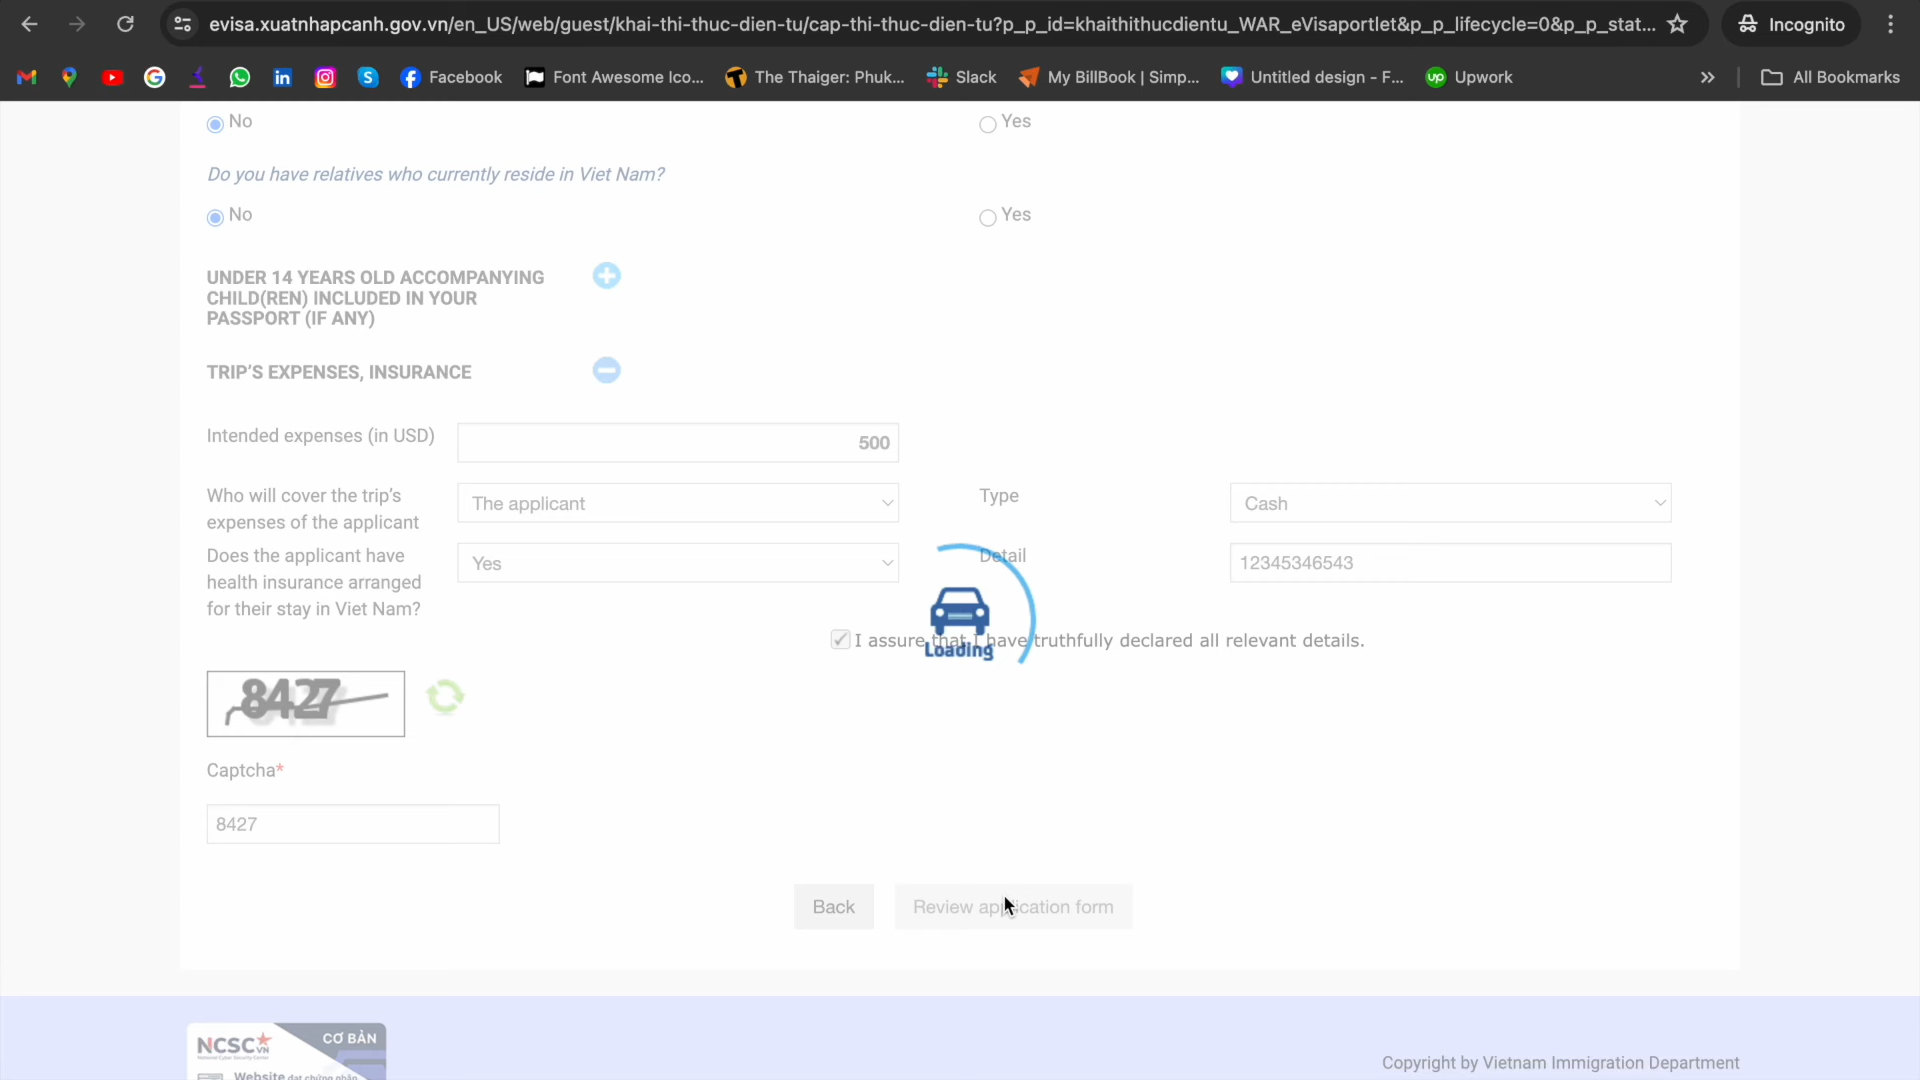 evisa.xuatnhapcanh.gov.vn/en_US/web/guest/khai-thi-thuc-dien-tu/cap-thi-thuc-dien-tu?p_p_id=khaithithucdientu_WAR_eVisaportlet&p_p_lifecycle=0&p_p_stat...
Incognito
Facebook
Font Awesome Ico...
The Thaiger: Phuk...
Slack
My BillBook | Simp...
Untitled design - F...
Upwork
All Bookmarks
No
Yes
Do you have relatives who currently reside in Viet Nam?
No
Yes
UNDER 14 YEARS OLD ACCOMPANYING
CHILD(REN) INCLUDED IN YOUR
PASSPORT (IF ANY)
TRIP’S EXPENSES, INSURANCE
Intended expenses (in USD)
500
Who will cover the trip’s
expenses of the applicant
The applicant
Type
Cash
Does the applicant have
health insurance arranged
for their stay in Viet Nam?
Yes
Detail
12345346543
Loading
I assure that I have truthfully declared all relevant details.
8427
Captcha*
8427
Back
Review application form
NCSC VN
CƠ BẢN
National Cyber Security Center
Website đạt chứng nhận
Copyright by Vietnam Immigration Department